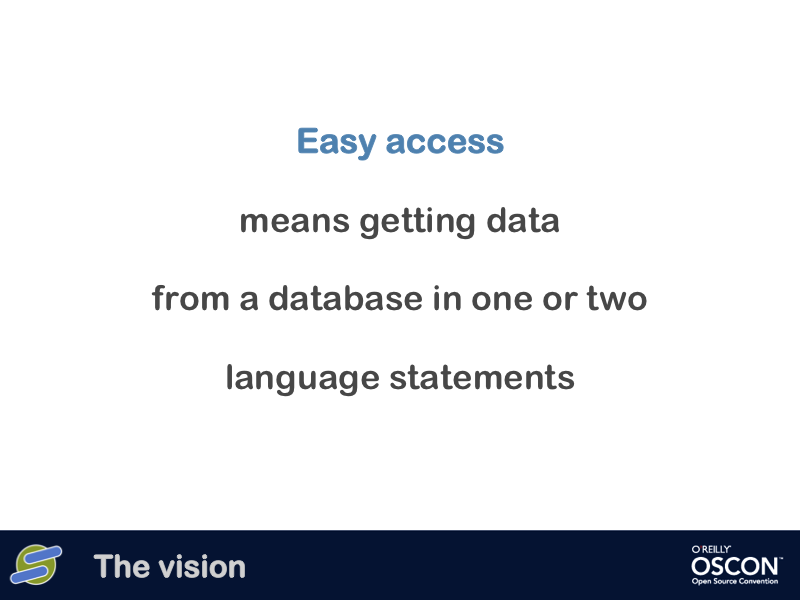 Easy access
means getting data
from a database in one or two
language statements
The vision
O'REILLY®
OSCON™
Open Source Convention